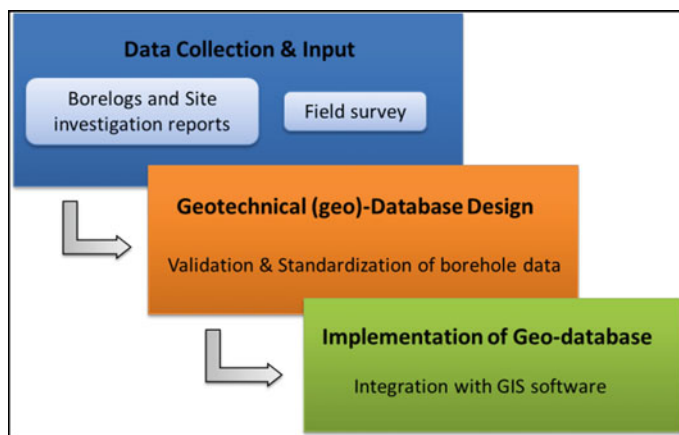 Data Collection & Input
Borelogs and Site
investigation reports
Field survey
Geotechnical (geo)-Database Design
Validation & Standardization of borehole data
Implementation of Geo-database
Integration with GIS software